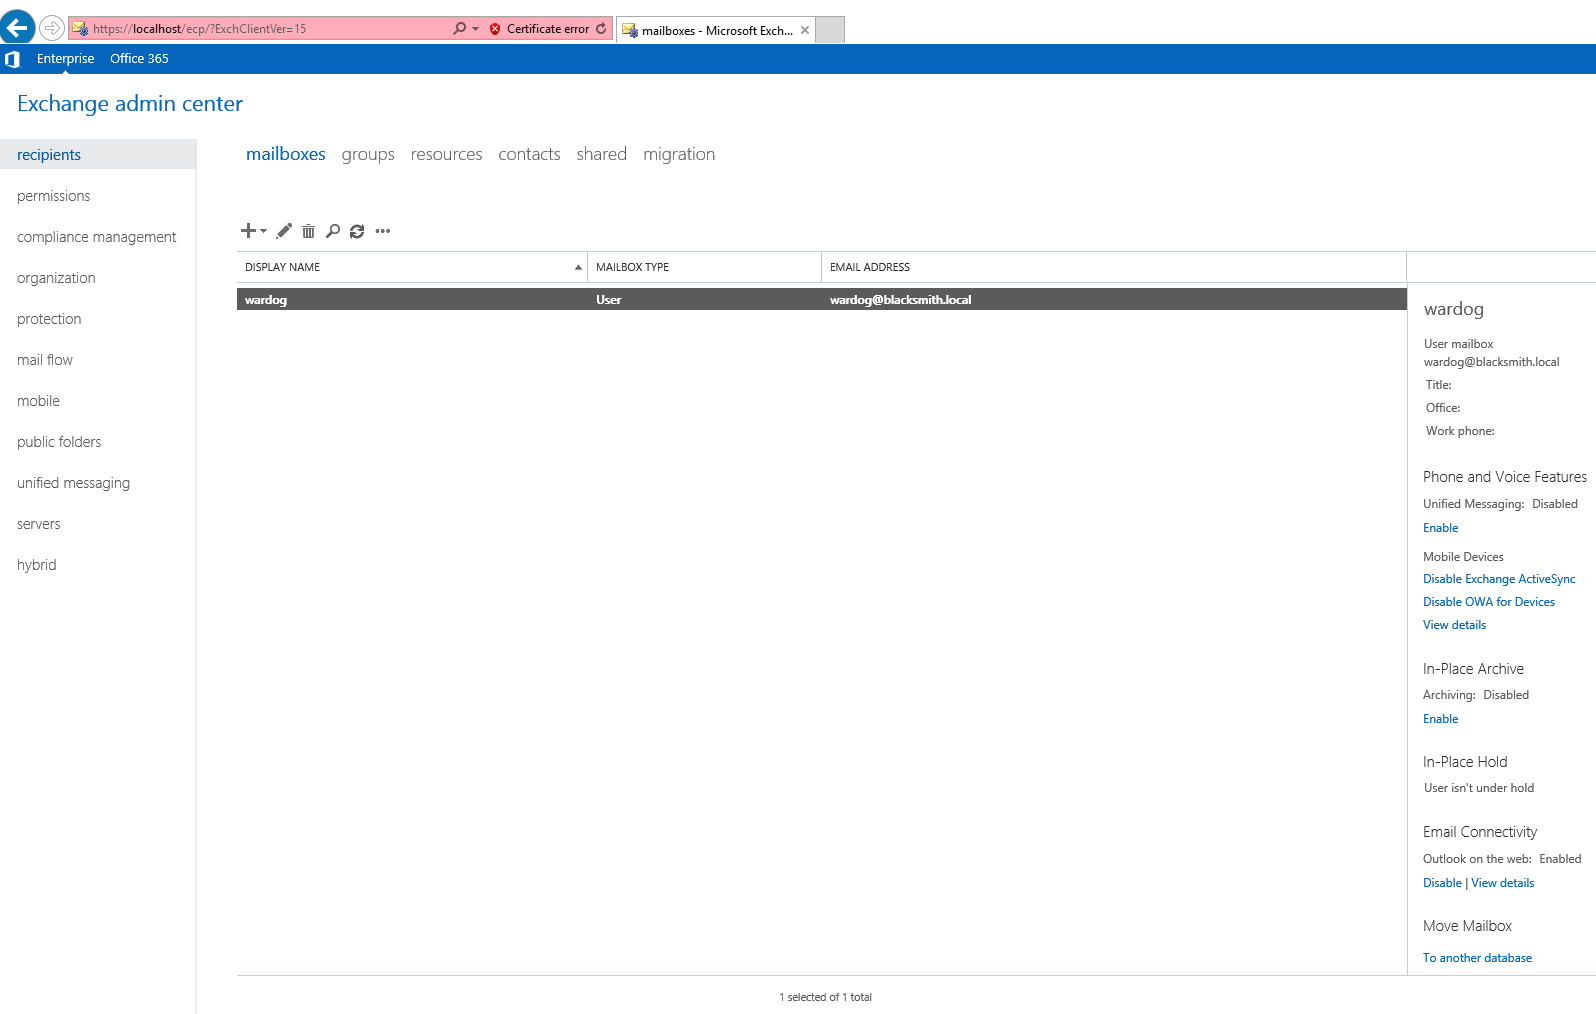 https://localhost/ecp/?ExchClientVer=15
Certificate error
mailboxes - Microsoft Exch...
Enterprise Office 365
Exchange admin center
recipients
permissions
compliance management
organization
protection
mail flow
mobile
public folders
unified messaging
servers
hybrid
mailboxes groups resources contacts shared migration
DISPLAY NAME MAILBOX TYPE EMAIL ADDRESS
wardog User wardog@blacksmith.local
wardog
User mailbox
wardog@blacksmith.local
Title:
Office:
Work phone:
Phone and Voice Features
Unified Messaging: Disabled
Enable
Mobile Devices
Disable Exchange ActiveSync
Disable OWA for Devices
View details
In-Place Archive
Archiving: Disabled
Enable
In-Place Hold
User isn't under hold
Email Connectivity
Outlook on the web: Enabled
Disable | View details
Move Mailbox
To another database
1 selected of 1 total